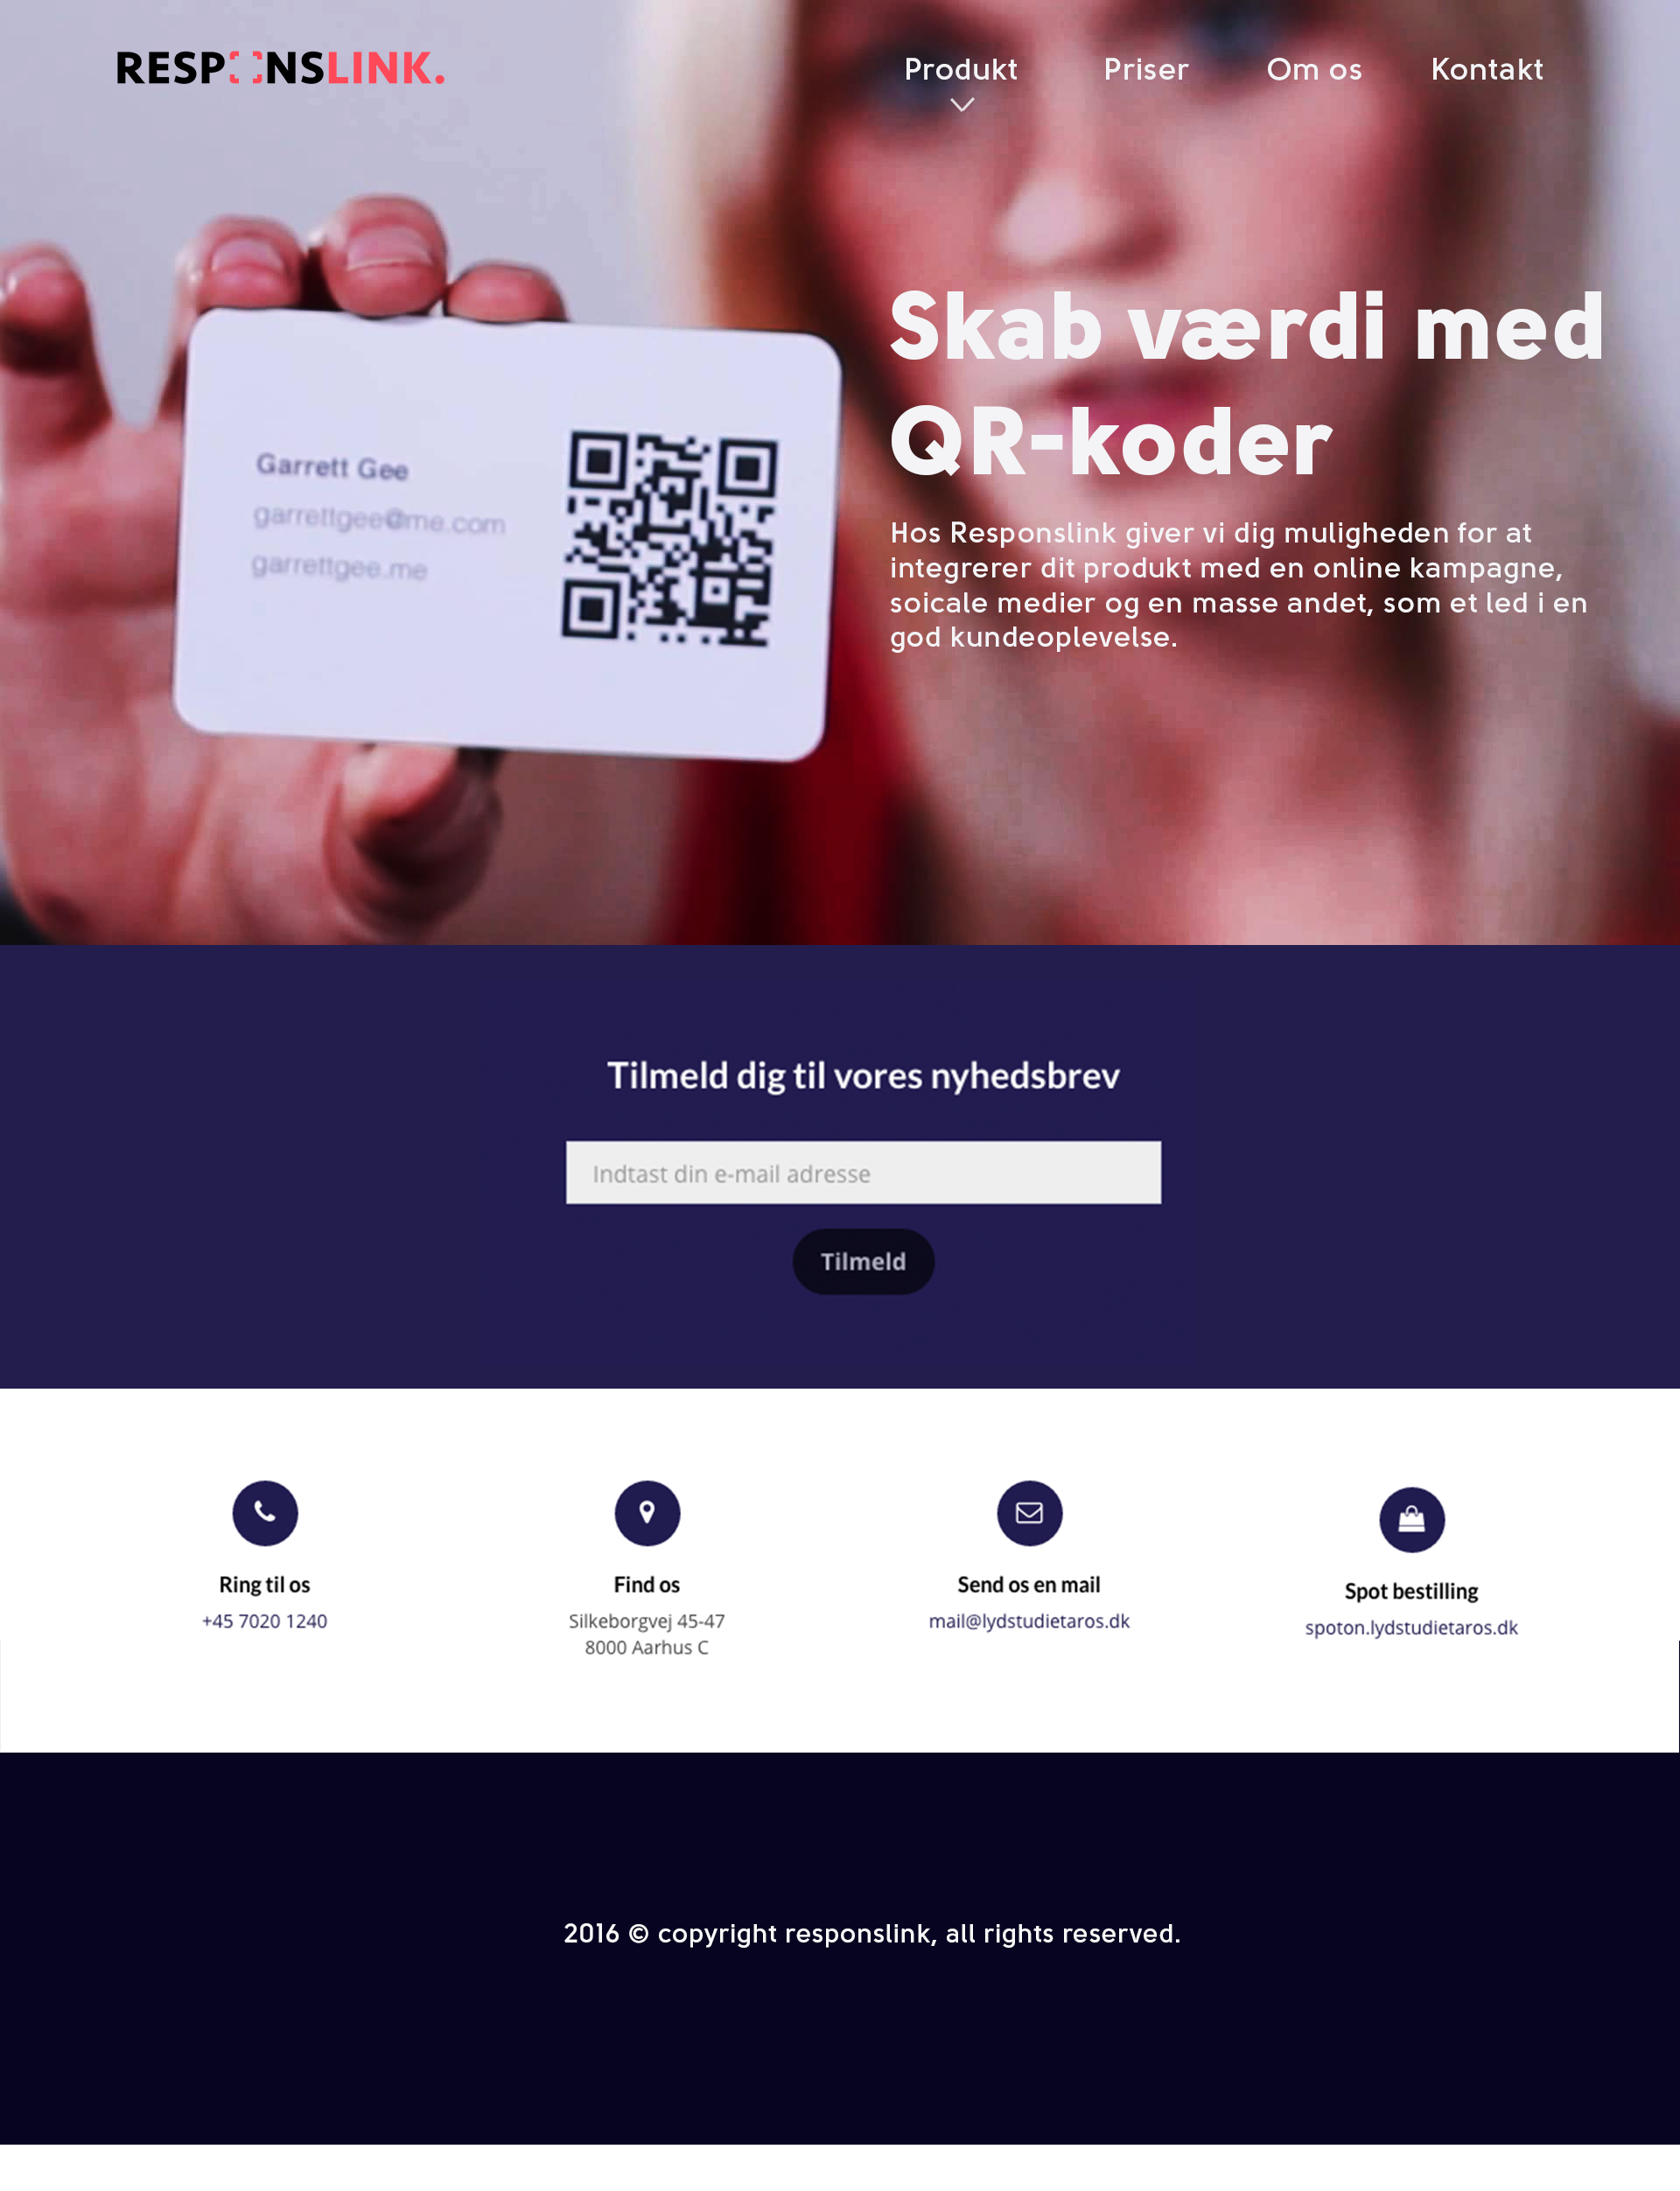 RESPONSLINK.
Produkt Priser Om os Kontakt
Skab værdi med
QR-koder
Hos Responslink giver vi dig muligheden for at
integrerer dit produkt med en online kampagne,
soicale medier og en masse andet, som et led i en
god kundeoplevelse.
Garrett Gee
garrettgee@me.com
garrettgee.me
Tilmeld dig til vores nyhedsbrev
Indtast din e-mail adresse
Tilmeld
Ring til os
+45 7020 1240
Find os
Silkeborgvej 45-47
8000 Aarhus C
Send os en mail
mail@lydstudietaros.dk
Spot bestilling
spoton.lydstudietaros.dk
2016 © copyright responslink, all rights reserved.